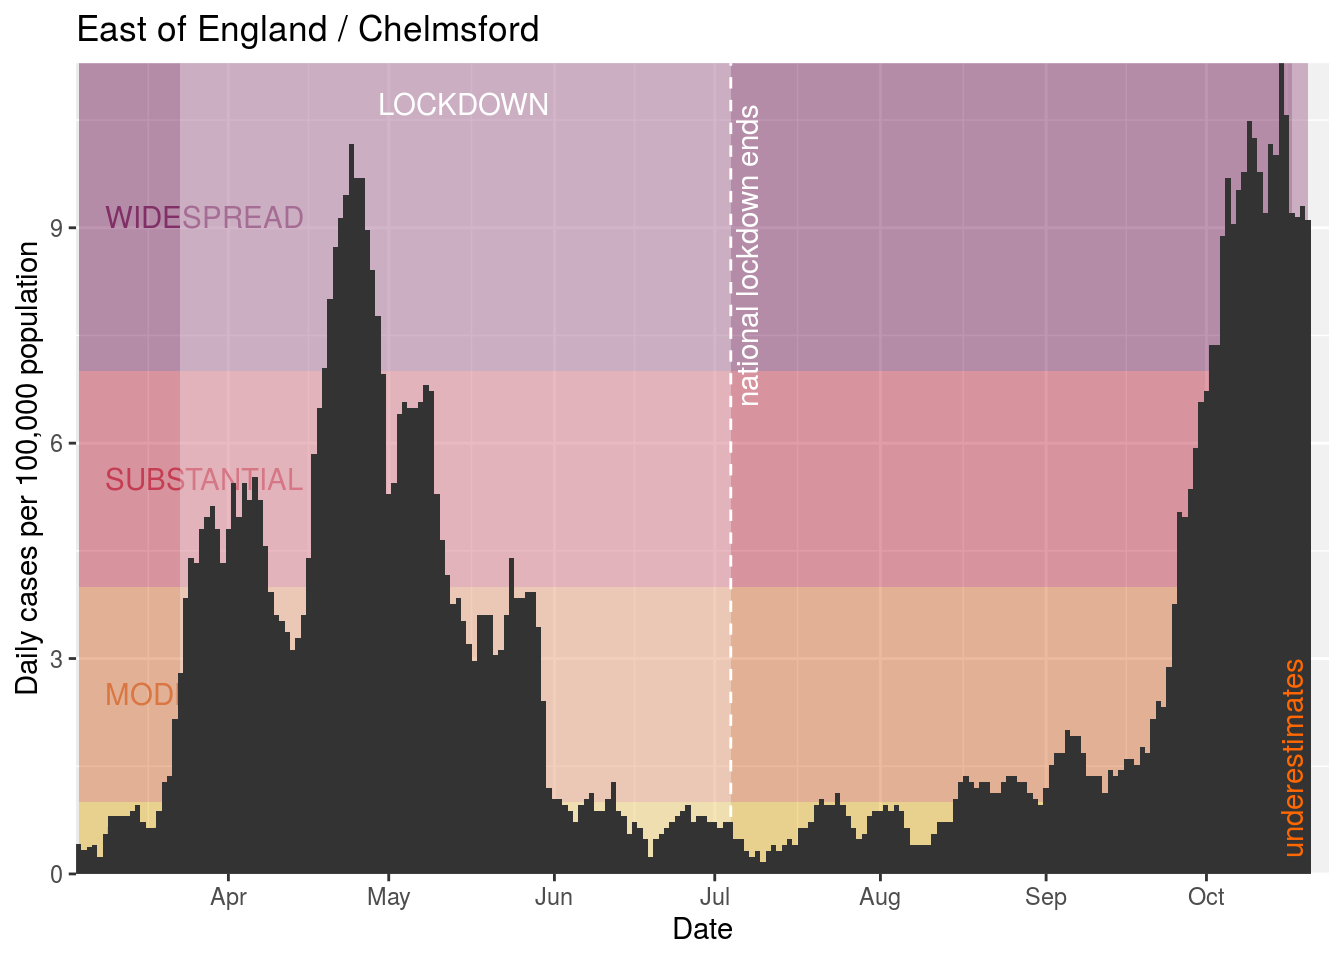 East of England / Chelmsford
LOCKDOWN
national lockdown ends
WIDESPREAD
SUBSTANTIAL
underestimates
Daily cases per 100,000 population
9
6
3
0
Apr
May
Jun
Jul
Aug
Sep
Oct
Date